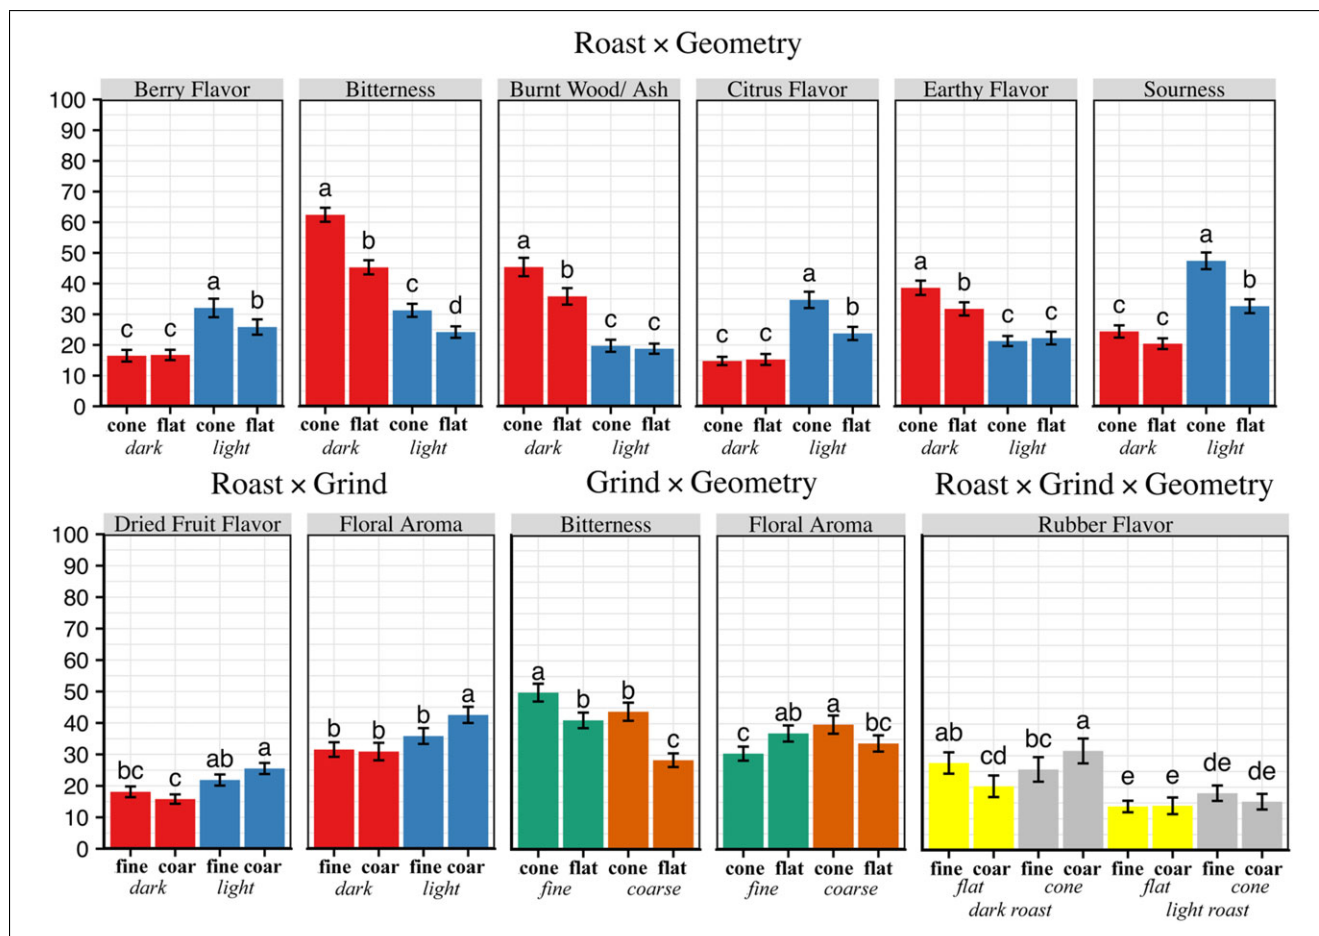 Roast × Geometry
Berry Flavor Bitterness Burnt Wood/ Ash Citrus Flavor Earthy Flavor Sourness
100
90
80
70
60
50
40
30
20
10
0
c c a b
a b c d
a b c c
c c a b
a b c c
c c a b
cone flat cone flat cone flat cone flat cone flat cone flat cone flat cone flat cone flat cone flat cone flat cone flat
dark light dark light dark light dark light dark light dark light
Roast × Grind Grind × Geometry Roast × Grind × Geometry
Dried Fruit Flavor Floral Aroma Bitterness Floral Aroma Rubber Flavor
100
90
80
70
60
50
40
30
20
10
0
bc c ab a
b b b a
a b b c
c ab a bc
ab cd bc a e e de de
fine coar fine coar fine coar fine coar cone flat cone flat cone flat cone flat fine coar fine coar fine coar fine coar
dark light dark light fine coarse fine coarse flat cone flat cone
dark roast light roast